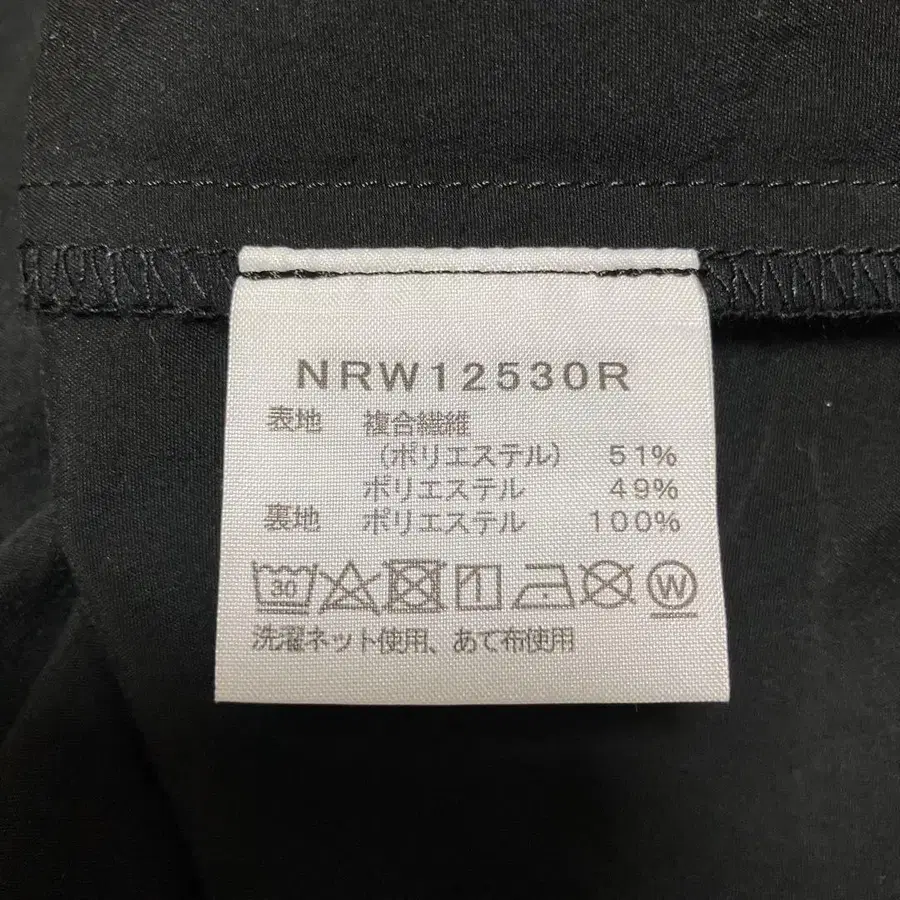 NRW12530R
表地 複合繊維
(ポリエステル) 51%
ポリエステル 49%
裏地 ポリエステル 100%
30 W
洗濯ネット使用、あて布使用